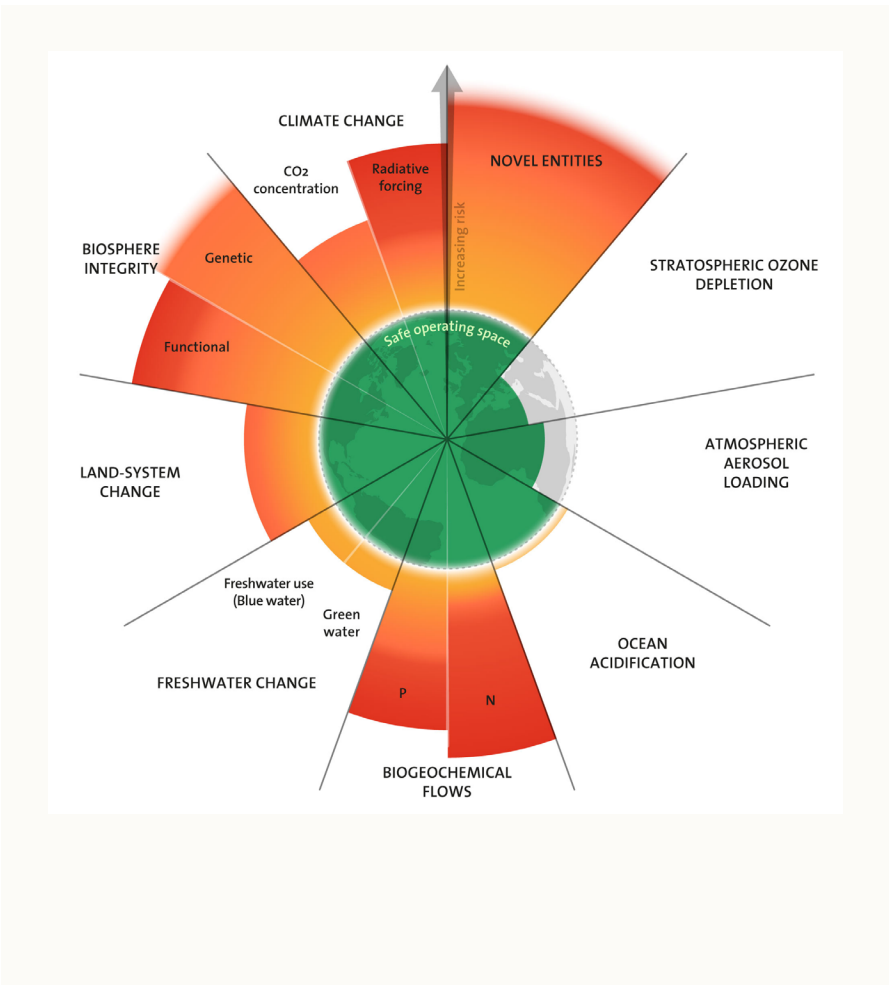 CLIMATE CHANGE
CO2
concentration
Radiative
forcing
NOVEL ENTITIES
Increasing risk
BIOSPHERE
INTEGRITY
Genetic
Functional
STRATOSPHERIC OZONE
DEPLETION
Safe operating space
LAND-SYSTEM
CHANGE
ATMOSPHERIC
AEROSOL
LOADING
Freshwater use
(Blue water)
Green
water
FRESHWATER CHANGE
OCEAN
ACIDIFICATION
P
N
BIOGEOCHEMICAL
FLOWS